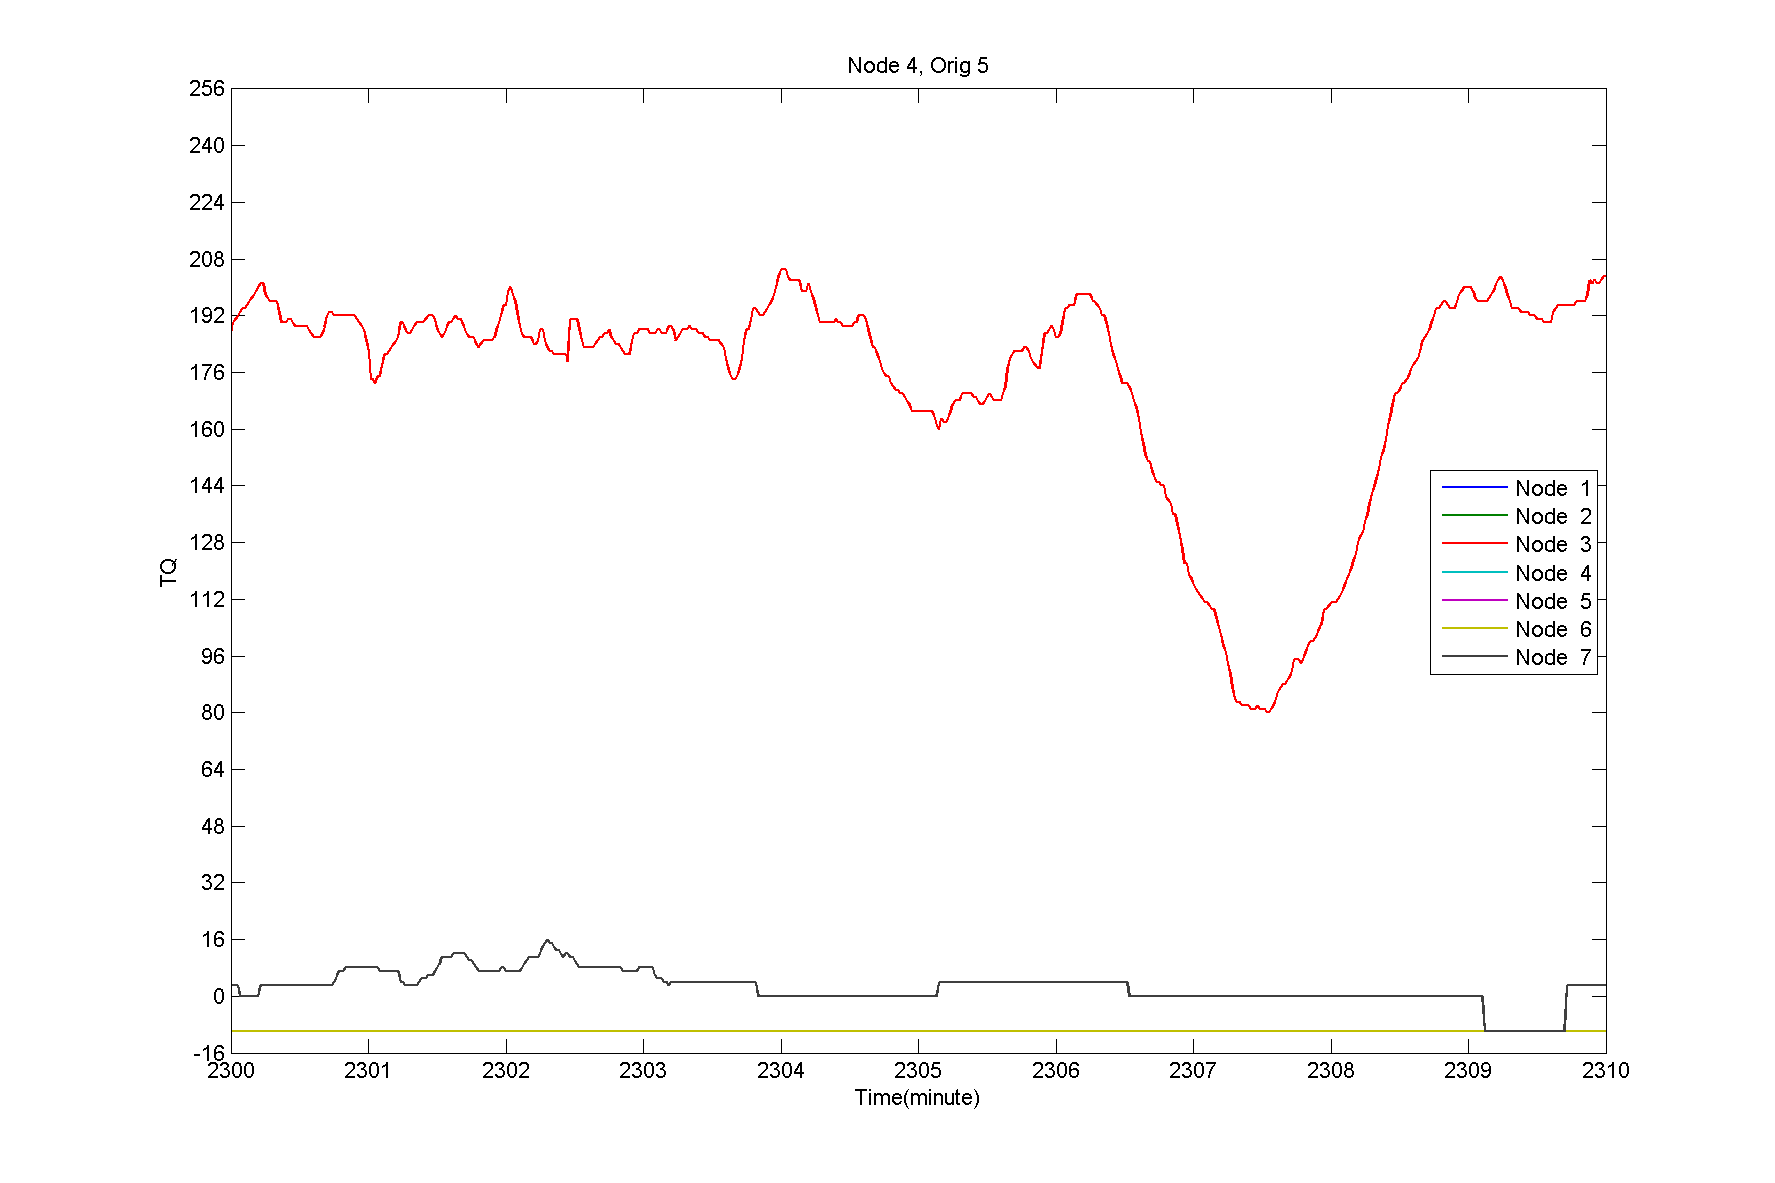 Node 4, Orig 5
256
240
224
208
192
176
160
144
128
112
96
80
64
48
32
16
0
-16
TQ
Node 1
Node 2
Node 3
Node 4
Node 5
Node 6
Node 7
2300 2301 2302 2303 2304 2305 2306 2307 2308 2309 2310
Time(minute)